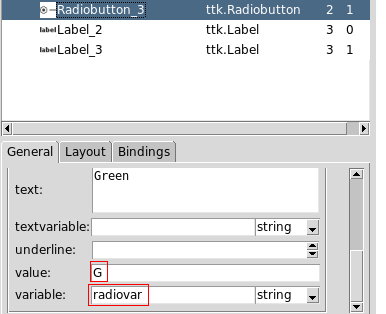 Radiobutton_3 ttk.Radiobutton 2 1
label Label_2 ttk.Label 3 0
label Label_3 ttk.Label 3 1
General Layout Bindings
text: Green
textvariable: string
underline:
value: G
variable: radiovar string